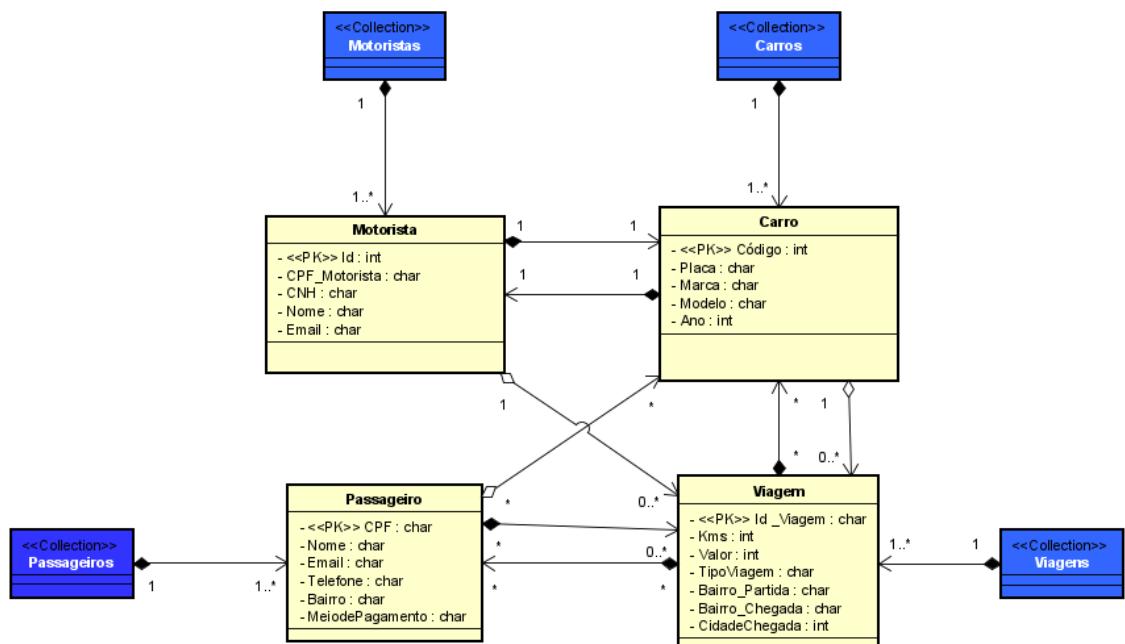 <<Collection>>
Motoristas
<<Collection>>
Carros
1
1
1..*
1..*
Motorista
- <<PK>> Id : int
- CPF_Motorista : char
- CNH : char
- Nome : char
- Email : char
1
1
1
1
Carro
- <<PK>> Código : int
- Placa : char
- Marca : char
- Modelo : char
- Ano : int
1
*
*
1
*
0..*
*
0..*
Passageiro
- <<PK>> CPF : char
- Nome : char
- Email : char
- Telefone : char
- Bairro : char
- MeiodePagamento : char
*
*
0..*
*
*
Viagem
- <<PK>> Id _Viagem : char
- Kms : int
- Valor : int
- TipoViagem : char
- Bairro_Partida : char
- Bairro_Chegada : char
- CidadeChegada : int
<<Collection>>
Passageiros
1
1..*
1..*
1
<<Collection>>
Viagens